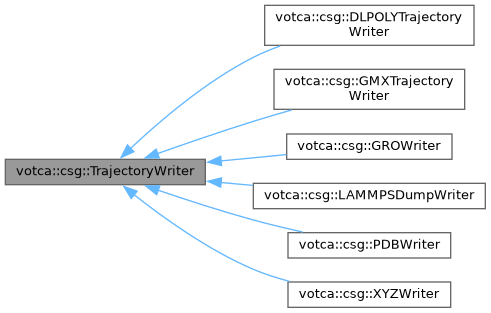 votca::csg::DLPOLYTrajectory
Writer
votca::csg::GMXTrajectory
Writer
votca::csg::GROWriter
votca::csg::TrajectoryWriter
votca::csg::LAMMPSDumpWriter
votca::csg::PDBWriter
votca::csg::XYZWriter